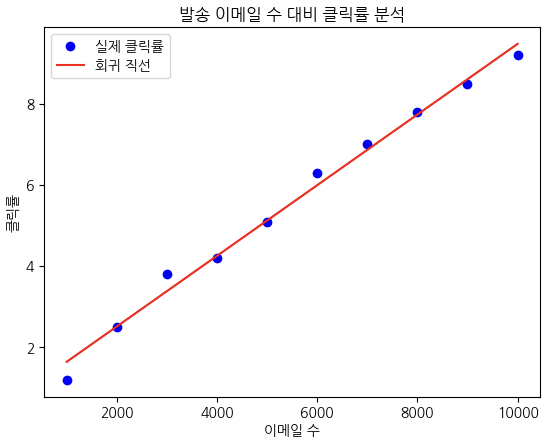 발송 이메일 수 대비 클릭률 분석
실제 클릭률
회귀 직선
클릭률
8
6
4
2
2000 4000 6000 8000 10000
이메일 수